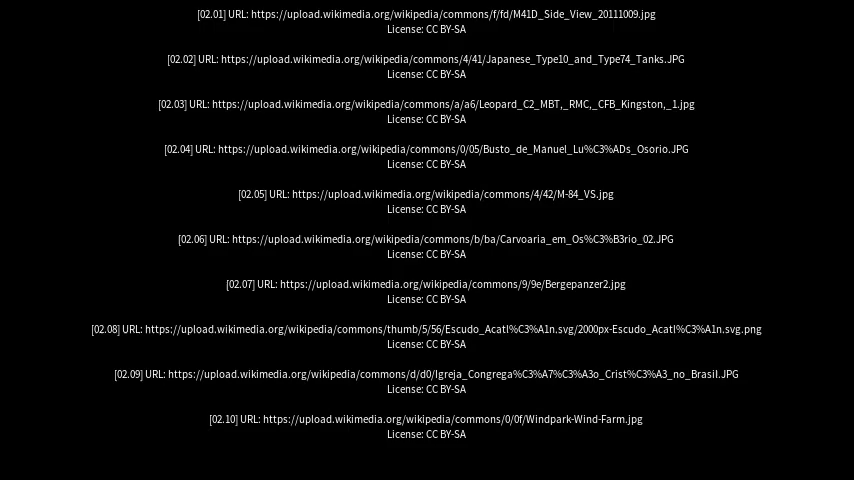 [02.01] URL: https://upload.wikimedia.org/wikipedia/commons/f/fd/M41D_Side_View_20111009.jpg
License: CC BY-SA
[02.02] URL: https://upload.wikimedia.org/wikipedia/commons/4/41/Japanese_Type10_and_Type74_Tanks.JPG
License: CC BY-SA
[02.03] URL: https://upload.wikimedia.org/wikipedia/commons/a/a6/Leopard_C2_MBT,_RMC,_CFB_Kingston,_1.jpg
License: CC BY-SA
[02.04] URL: https://upload.wikimedia.org/wikipedia/commons/0/05/Busto_de_Manuel_Lu%C3%ADs_Osorio.JPG
License: CC BY-SA
[02.05] URL: https://upload.wikimedia.org/wikipedia/commons/4/42/M-84_VS.jpg
License: CC BY-SA
[02.06] URL: https://upload.wikimedia.org/wikipedia/commons/b/ba/Carvoaria_em_Os%C3%B3rio_02.JPG
License: CC BY-SA
[02.07] URL: https://upload.wikimedia.org/wikipedia/commons/9/9e/Bergepanzer2.jpg
License: CC BY-SA
[02.08] URL: https://upload.wikimedia.org/wikipedia/commons/thumb/5/56/Escudo_Acatl%C3%A1n.svg/2000px-Escudo_Acatl%C3%A1n.svg.png
License: CC BY-SA
[02.09] URL: https://upload.wikimedia.org/wikipedia/commons/d/d0/Igreja_Congrega%C3%A7%C3%A3o_Crist%C3%A3_no_Brasil.JPG
License: CC BY-SA
[02.10] URL: https://upload.wikimedia.org/wikipedia/commons/0/0f/Windpark-Wind-Farm.jpg
License: CC BY-SA